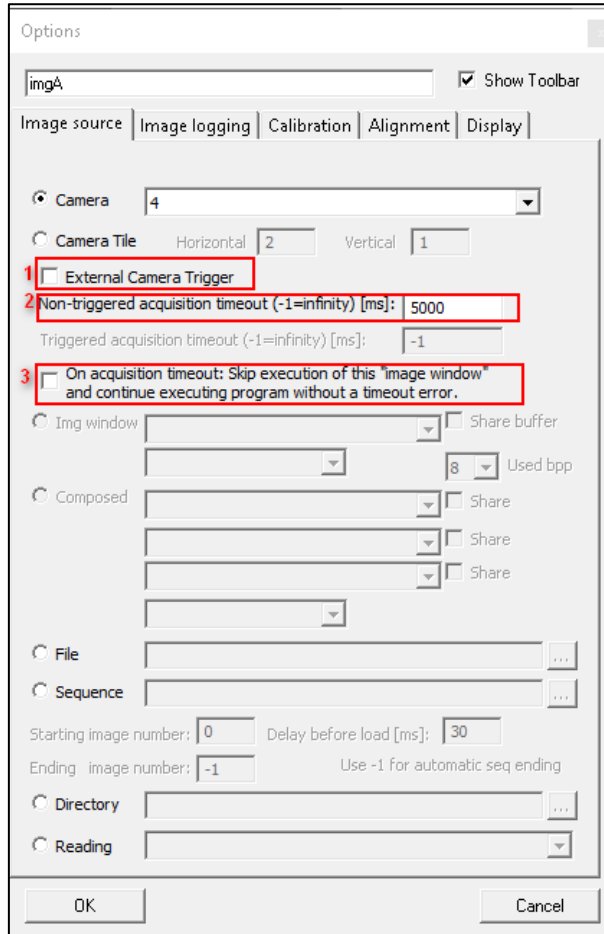 Options
x
imgA
Show Toolbar
Image source Image logging Calibration Alignment Display
Camera 4
Camera Tile Horizontal 2 Vertical 1
1 External Camera Trigger
2 Non-triggered acquisition timeout (-1=infinity) [ms]: 5000
Triggered acquisition timeout (-1=infinity) [ms]: -1
3 On acquisition timeout: Skip execution of this "image window"
and continue executing program without a timeout error.
Img window Share buffer
8 Used bpp
Composed Share
Share
Share
File ...
Sequence ...
Starting image number: 0 Delay before load [ms]: 30
Ending image number: -1 Use -1 for automatic seq ending
Directory ...
Reading
OK Cancel